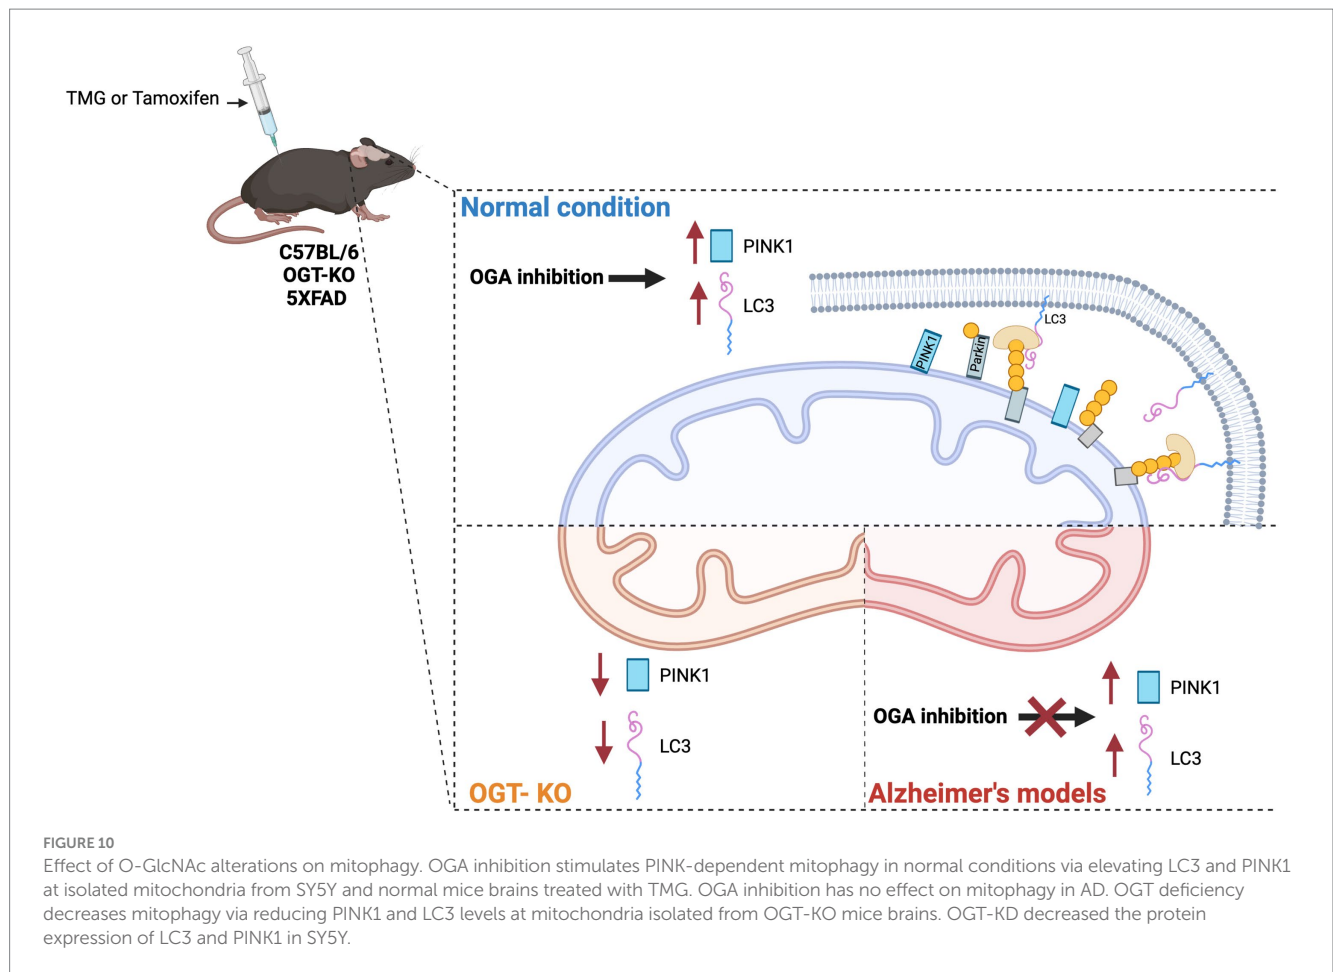 TMG or Tamoxifen
C57BL/6
OGT-KO
5XFAD
Normal condition
OGA inhibition
PINK1
LC3
PINK1
Parkin
LC3
PINK1
LC3
OGT- KO
OGA inhibition
PINK1
LC3
Alzheimer's models
FIGURE 10
Effect of O-GlcNAc alterations on mitophagy. OGA inhibition stimulates PINK-dependent mitophagy in normal conditions via elevating LC3 and PINK1
at isolated mitochondria from SY5Y and normal mice brains treated with TMG. OGA inhibition has no effect on mitophagy in AD. OGT deficiency
decreases mitophagy via reducing PINK1 and LC3 levels at mitochondria isolated from OGT-KO mice brains. OGT-KD decreased the protein
expression of LC3 and PINK1 in SY5Y.